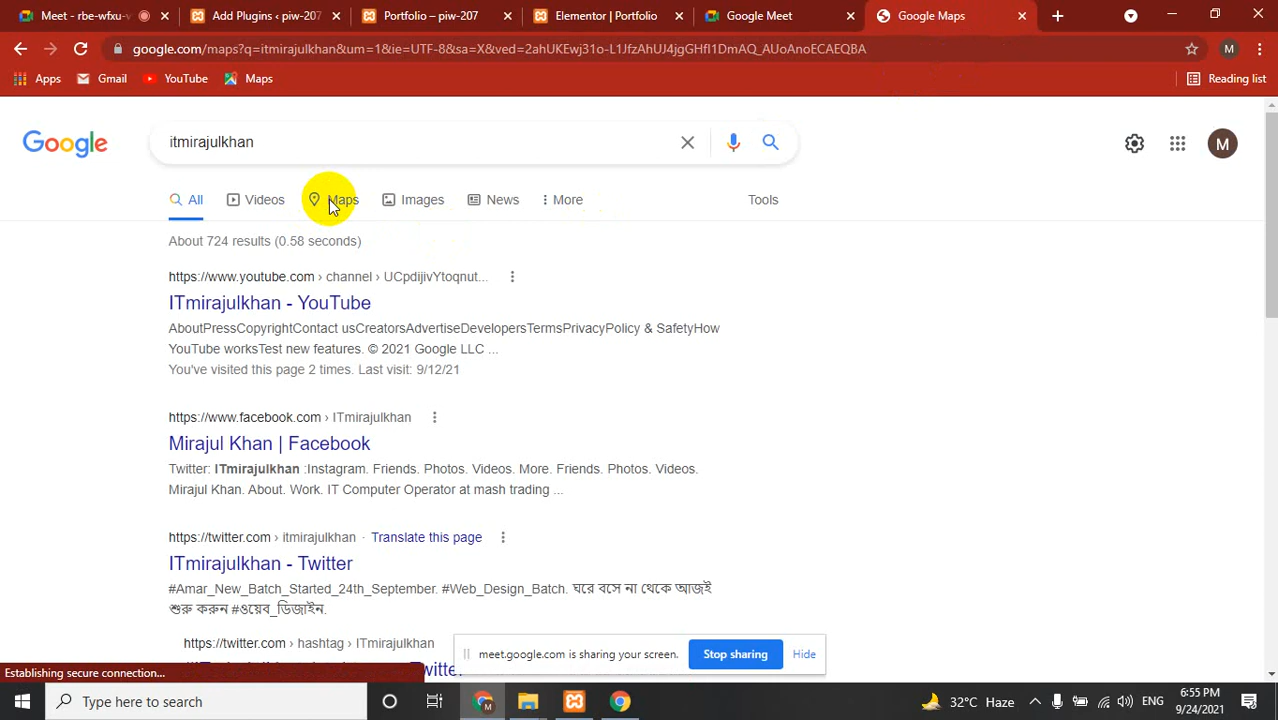 Meet - rbe-wfxu-v
Add Plugins ‹ piw-207
Portfolio – piw-207
Elementor | Portfolio
Google Meet
Google Maps
google.com/maps?q=itmirajulkhan&um=1&ie=UTF-8&sa=X&ved=2ahUKEwj31o-L1JfzAhUJ4jgGHfI1DmAQ_AUoAnoECAEQBA
M
Apps
Gmail
YouTube
Maps
Reading list
Google
itmirajulkhan
M
All
Videos
Maps
Images
News
More
Tools
About 724 results (0.58 seconds)
https://www.youtube.com › channel › UCpdijivYtoqnut...
ITmirajulkhan - YouTube
AboutPressCopyrightContact usCreatorsAdvertiseDevelopersTermsPrivacyPolicy & SafetyHow
YouTube worksTest new features. © 2021 Google LLC ...
You've visited this page 2 times. Last visit: 9/12/21
https://www.facebook.com › ITmirajulkhan
Mirajul Khan | Facebook
Twitter: ITmirajulkhan :Instagram. Friends. Photos. Videos. More. Friends. Photos. Videos.
Mirajul Khan. About. Work. IT Computer Operator at mash trading ...
https://twitter.com › itmirajulkhan · Translate this page
ITmirajulkhan - Twitter
#Amar_New_Batch_Started_24th_September. #Web_Design_Batch. ঘরে বসে না থেকে আজই
শুরু করুন #ওয়েব_ডিজাইন.
https://twitter.com › hashtag › ITmirajulkhan
Twitter
meet.google.com is sharing your screen.
Stop sharing
Hide
Establishing secure connection...
Type here to search
M
32°C Haze
ENG
6:55 PM
9/24/2021